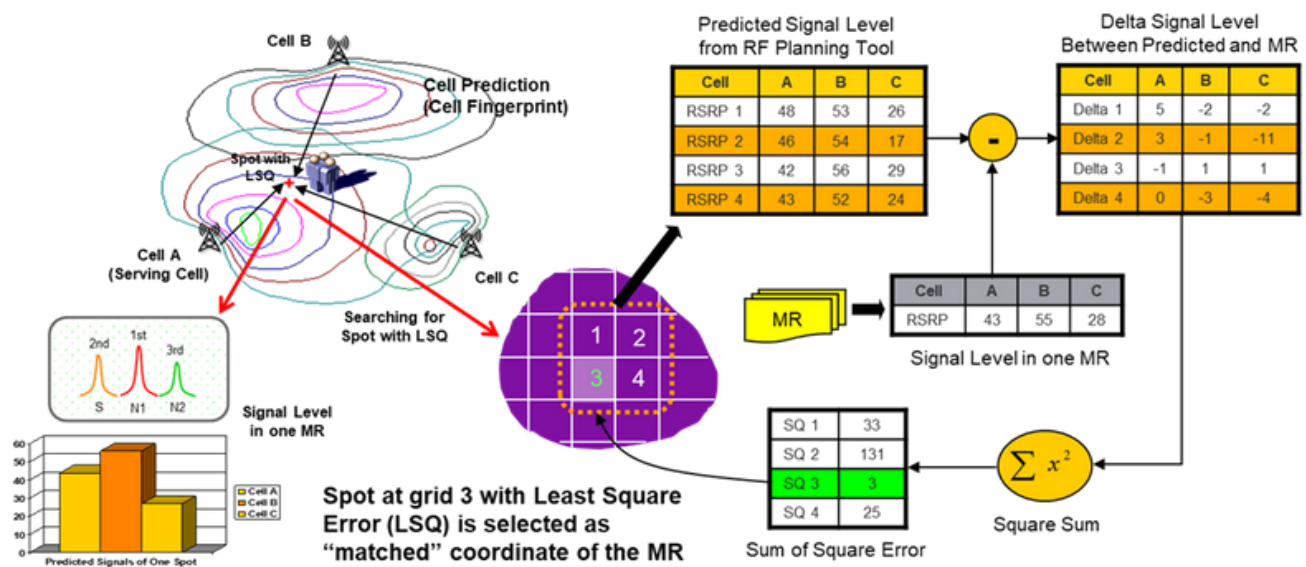 Cell B
Cell Prediction
(Cell Fingerprint)
Spot with
LSQ
Cell A
(Serving Cell)
Cell C
Searching for
Spot with LSQ
2nd
1st
3rd
S
N1
N2
Signal Level
in one MR
60
50
40
30
20
10
0
Cell A
Cell B
Cell C
Predicted Signals of One Spot
1
2
3
4
Spot at grid 3 with Least Square
Error (LSQ) is selected as
“matched” coordinate of the MR
Predicted Signal Level
from RF Planning Tool
Cell A B C
RSRP 1 48 53 26
RSRP 2 46 54 17
RSRP 3 42 56 29
RSRP 4 43 52 24
-
Delta Signal Level
Between Predicted and MR
Cell A B C
Delta 1 5 -2 -2
Delta 2 3 -1 -11
Delta 3 -1 1 1
Delta 4 0 -3 -4
MR
Cell A B C
RSRP 43 55 28
Signal Level in one MR
∑ x²
Square Sum
SQ 1 33
SQ 2 131
SQ 3 3
SQ 4 25
Sum of Square Error